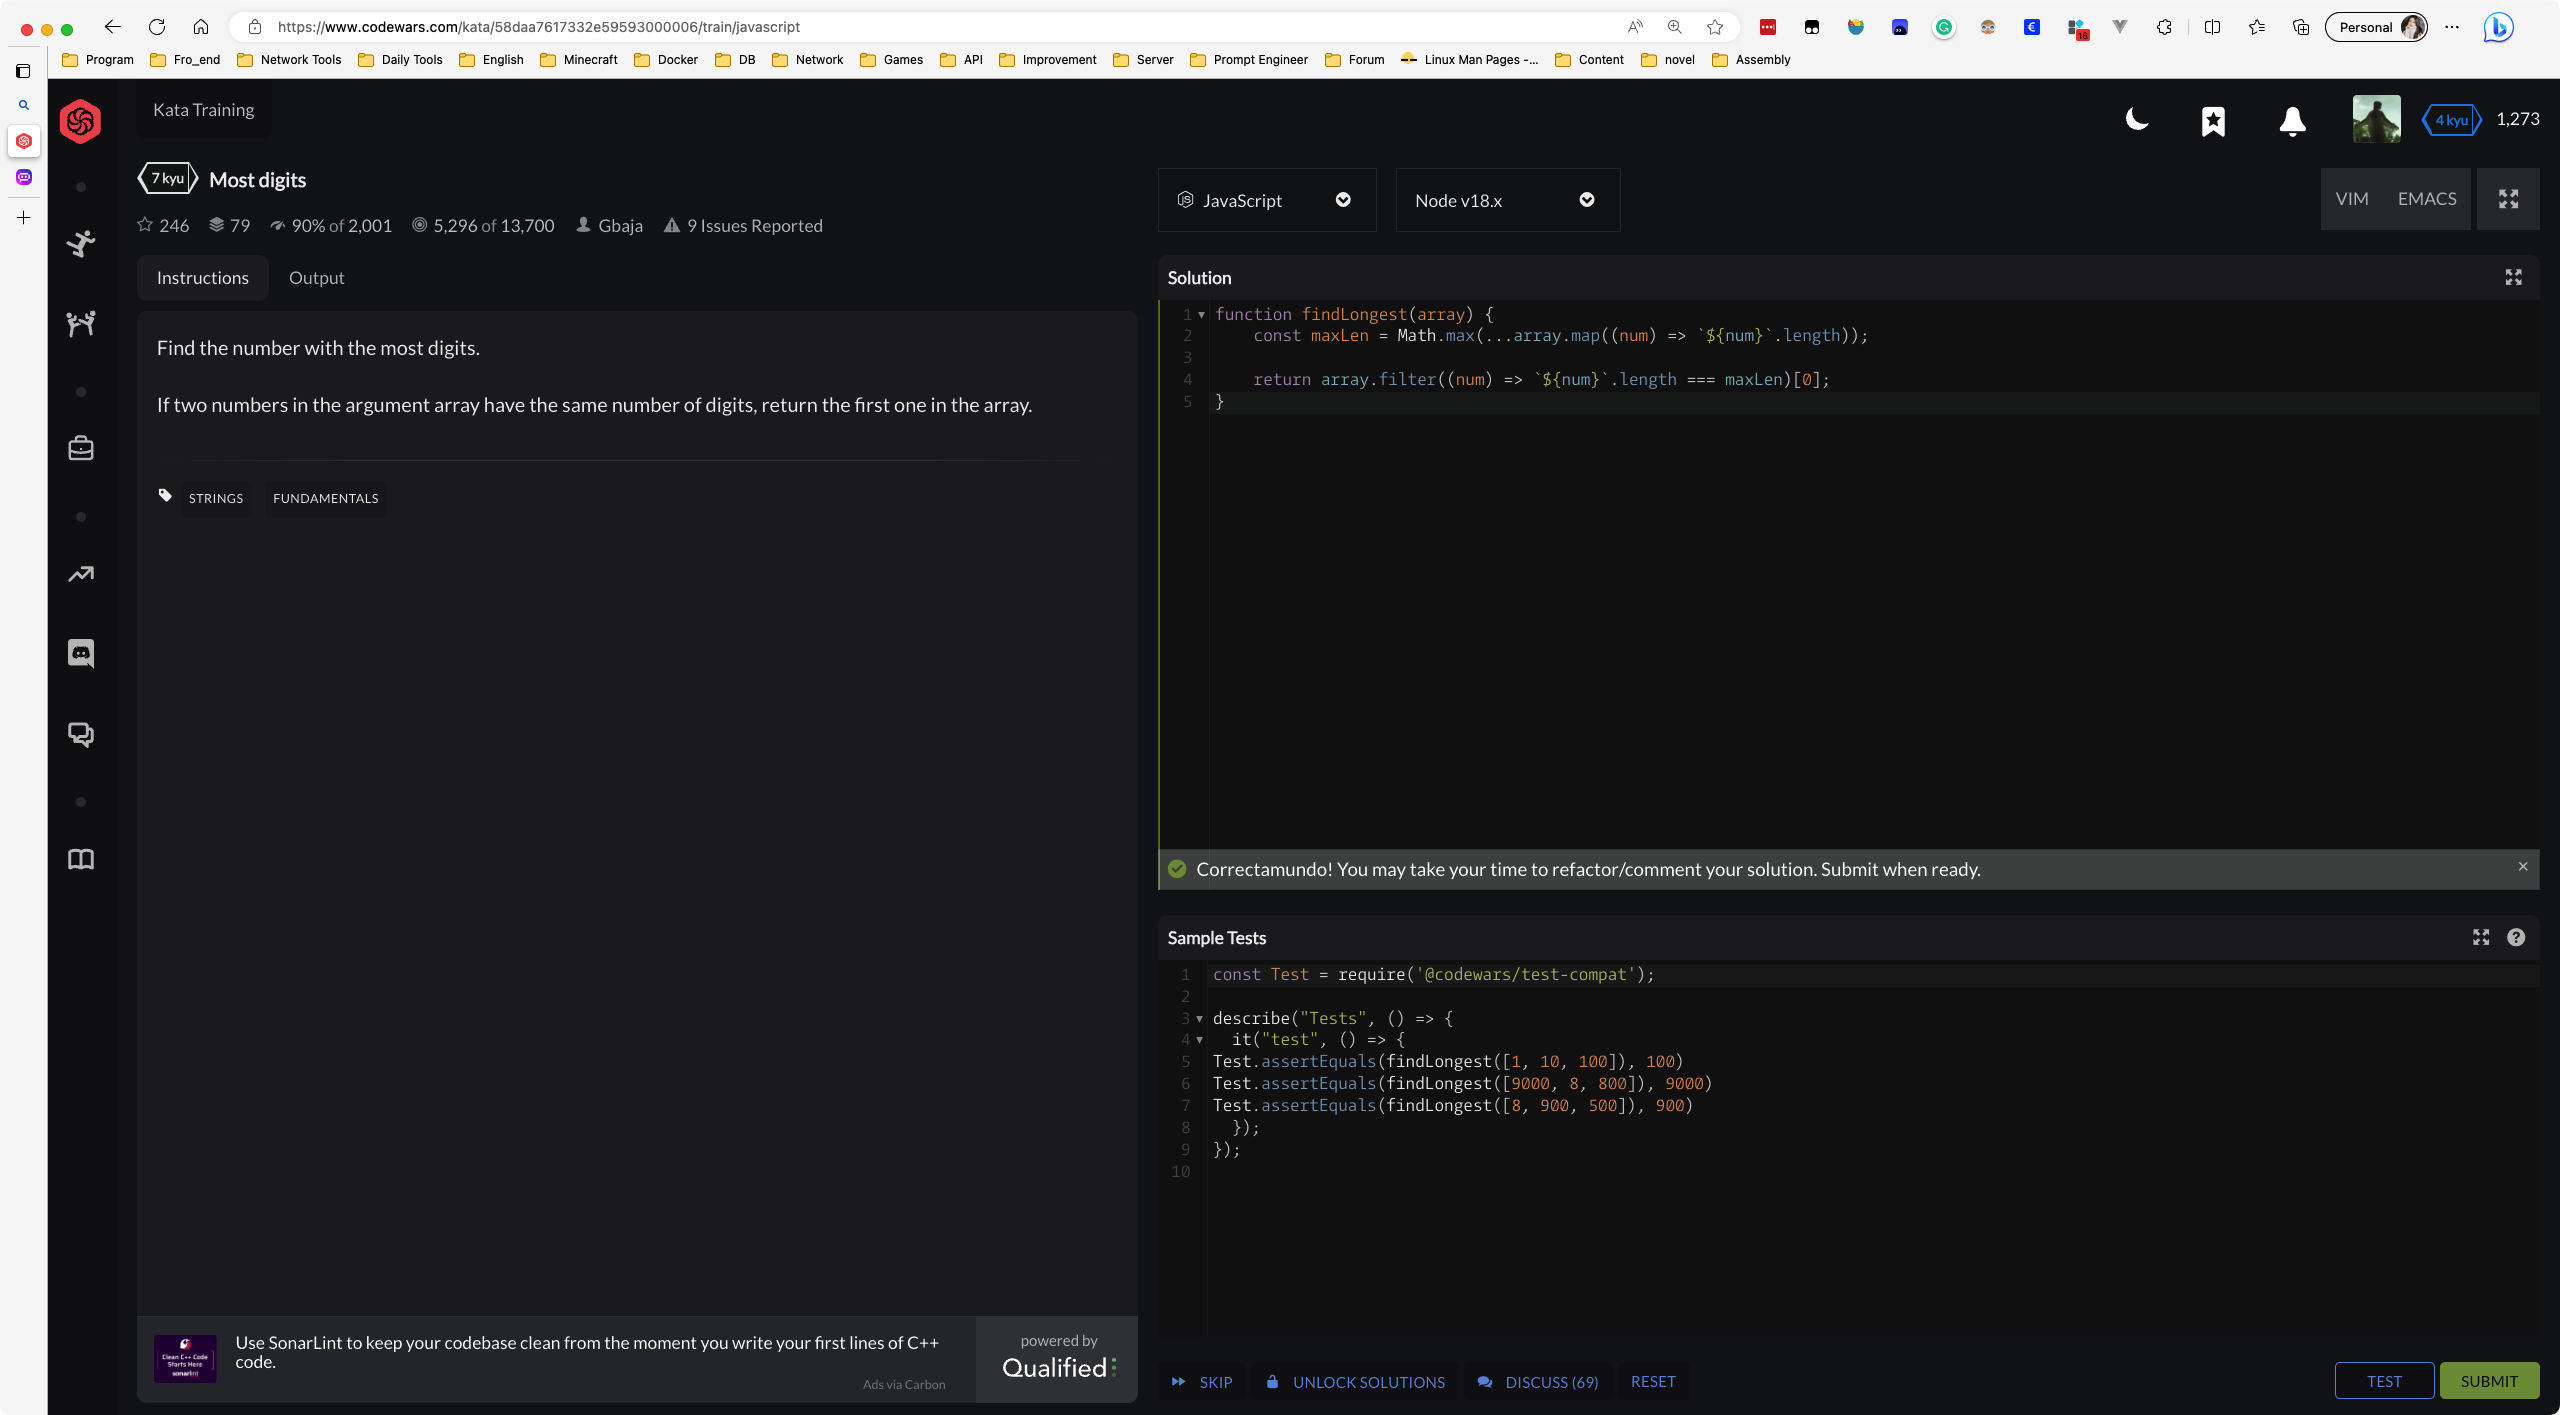 https://www.codewars.com/kata/58daa7617332e59593000006/train/javascript
Personal
16
Program Fro_end Network Tools Daily Tools English Minecraft Docker DB Network Games API Improvement Server Prompt Engineer Forum Linux Man Pages -... Content novel Assembly
Kata Training
4 kyu 1,273
7 kyu Most digits
246 79 90% of 2,001 5,296 of 13,700 Gbaja 9 Issues Reported
JavaScript
Node v18.x
VIM EMACS
Instructions Output
Find the number with the most digits.
If two numbers in the argument array have the same number of digits, return the first one in the array.
STRINGS FUNDAMENTALS
Solution
1 function findLongest(array) {
2 const maxLen = Math.max(...array.map((num) => `${num}`.length));
3
4 return array.filter((num) => `${num}`.length === maxLen)[0];
5 }
Correctamundo! You may take your time to refactor/comment your solution. Submit when ready.
Sample Tests
1 const Test = require('@codewars/test-compat');
2
3 describe("Tests", () => {
4 it("test", () => {
5 Test.assertEquals(findLongest([1, 10, 100]), 100)
6 Test.assertEquals(findLongest([9000, 8, 800]), 9000)
7 Test.assertEquals(findLongest([8, 900, 500]), 900)
8 });
9 });
10
Clean C++ Code
Starts Here
sonarlint
Use SonarLint to keep your codebase clean from the moment you write your first lines of C++
code.
Ads via Carbon
powered by
Qualified
SKIP UNLOCK SOLUTIONS DISCUSS (69) RESET
TEST SUBMIT